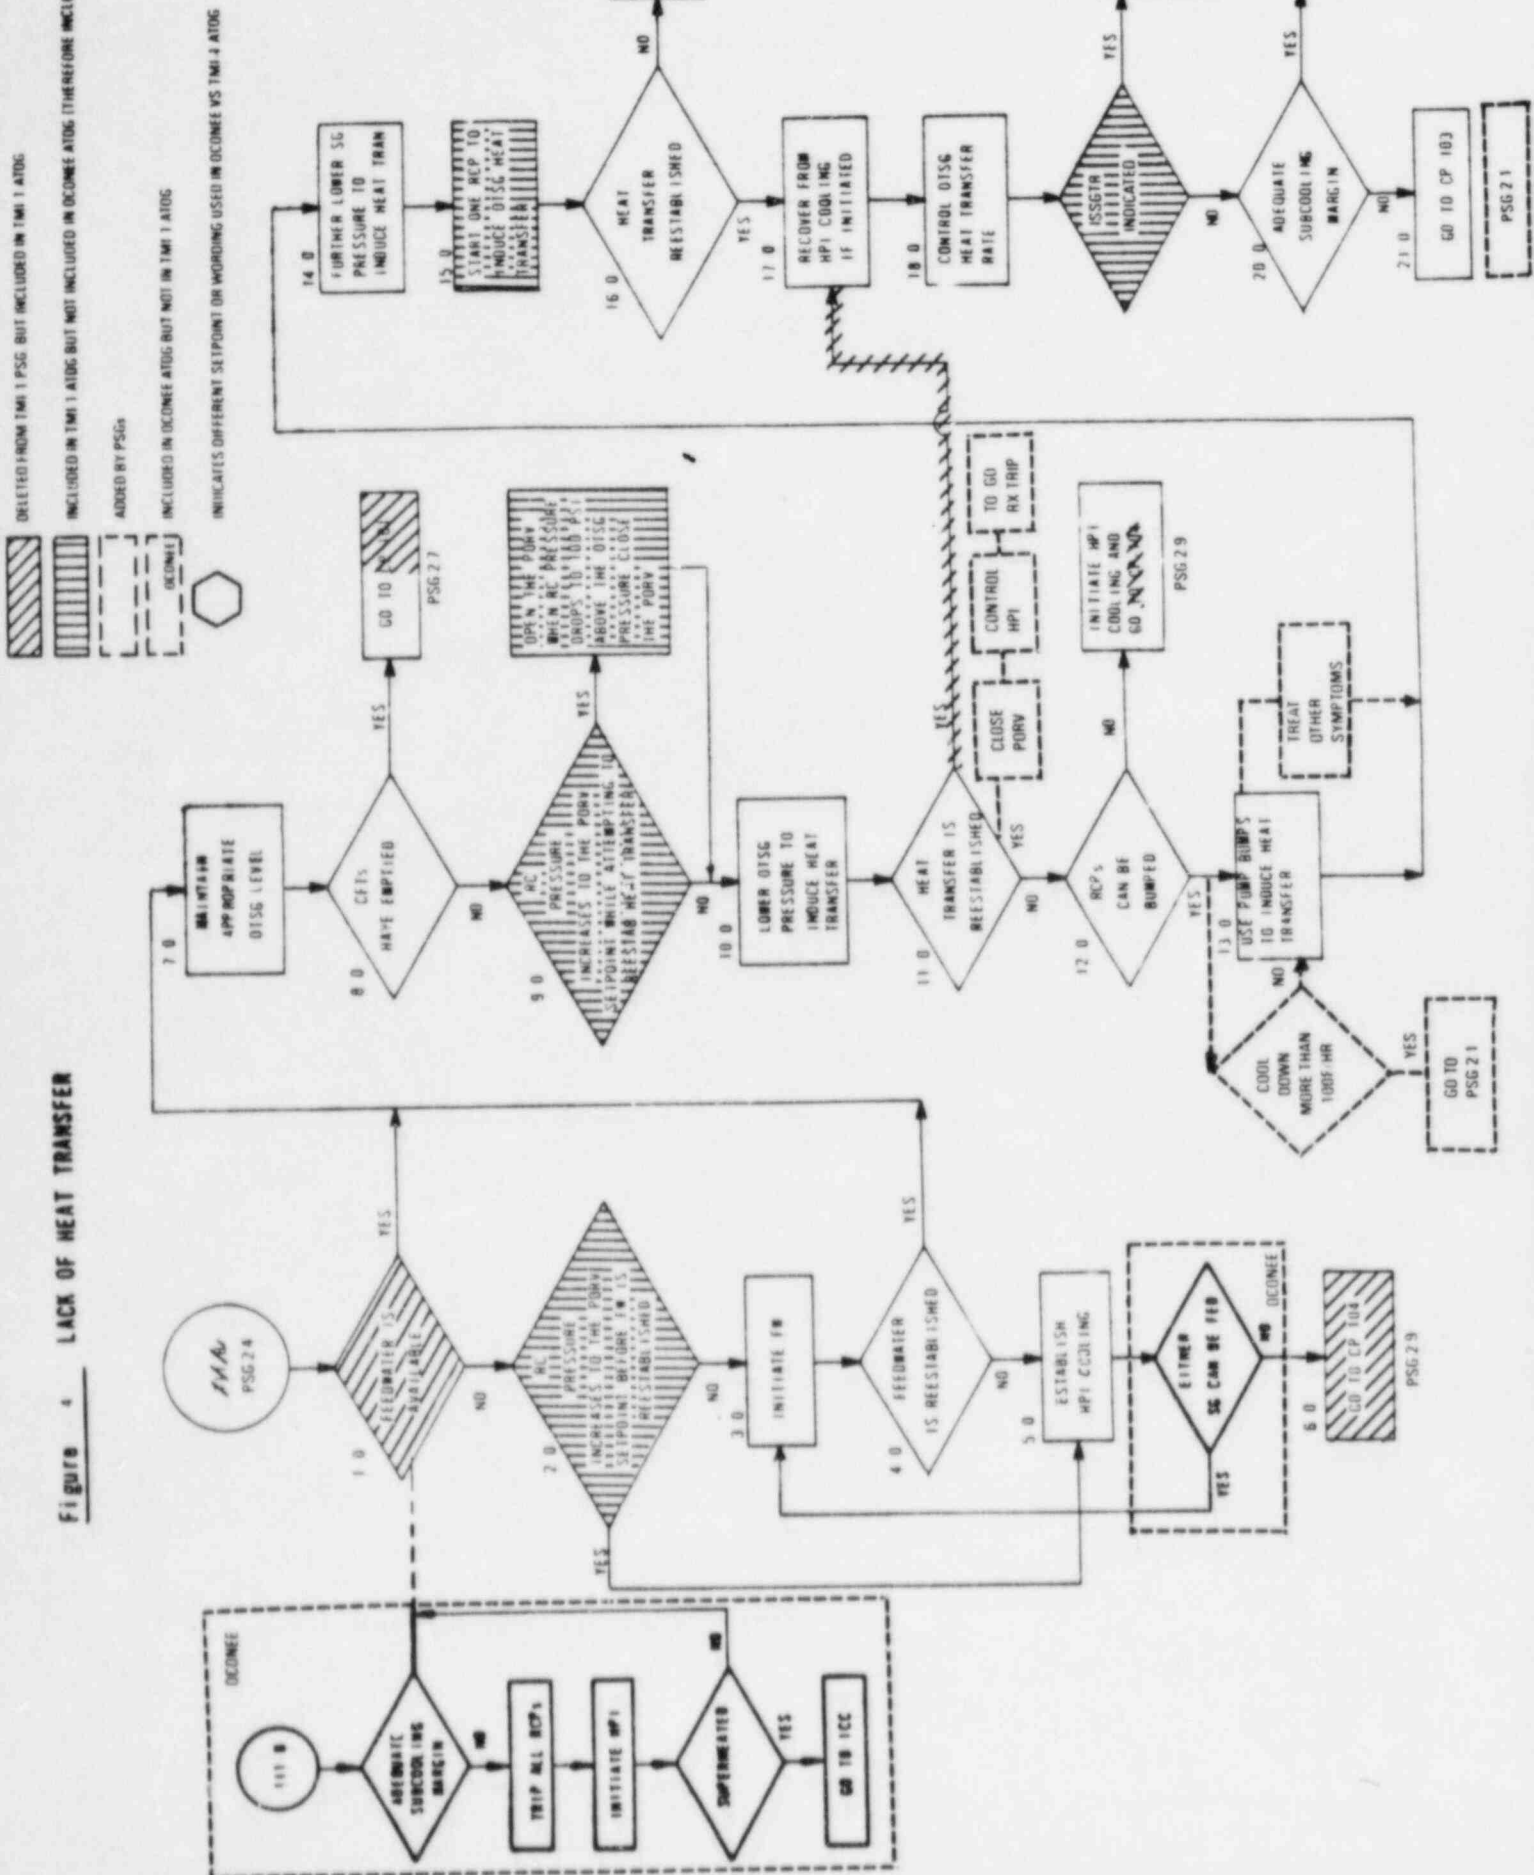 Figure 4 LACK OF HEAT TRANSFER
DELETED FROM TMI 1 PSG BUT INCLUDED IN TMI 1 ATOG
INCLUDED IN TMI 1 ATOG BUT NOT INCLUDED IN OCONEE ATOG (THEREFORE
ADDED BY PSGs
OCONEE
INCLUDED IN OCONEE ATOG BUT NOT IN TMI 1 ATOG
INDICATES DIFFERENT SETPOINT OR WORDING USED IN OCONEE VS TMI 1 ATOG
OCONEE
ADEQUATE
SUBCOOLING
MARGIN
NO
TRIP ALL RCPs
INITIATE HPI
SUPERHEATED
NO
YES
GO TO ICC
PSG 2.4
1 0
FEEDWATER IS
AVAILABLE
YES
NO
2 0
RC
PRESSURE
INCREASES TO THE PORV
SETPOINT BEFORE FW IS
REESTABLISHED
YES
NO
3 0
INITIATE FW
4 0
FEEDWATER
IS REESTABLISHED
YES
NO
5 0
ESTABLISH
HPI COOLING
EITHER
SG CAN BE FED
OCONEE
YES
NO
6 0
GO TO CP 104
PSG 2 9
7 0
MAINTAIN
APPROPRIATE
OTSG LEVEL
8 0
CFTs
HAVE EMPTIED
YES
GO TO
PSG 2 7
NO
9 0
RC
PRESSURE
INCREASES TO THE PORV
SETPOINT WHILE ATTEMPTING TO
REESTAB HEAT TRANSFER
YES
OPEN THE PORV
WHEN RC PRESSURE
DROPS TO 100 PSI
ABOVE THE OTSG
PRESSURE CLOSE
THE PORV
NO
10 0
LOWER OTSG
PRESSURE TO
INDUCE HEAT
TRANSFER
11 0
HEAT
TRANSFER IS
REESTABLISHED
YES
YES
CLOSE
PORV
CONTROL
HPI
TO GO
RX TRIP
NO
12 0
RCPs
CAN BE
BUMPED
NO
INITIATE HPI
COOLING AND
GO
PSG 2 9
YES
13 0
USE PUMP BUMPS
TO INDUCE HEAT
TRANSFER
TREAT
OTHER
SYMPTOMS
COOL
DOWN
MORE THAN
100F/HR
NO
YES
GO TO
PSG 2 1
14 0
FURTHER LOWER SG
PRESSURE TO
INDUCE HEAT TRAN
15 0
START ONE RCP TO
INDUCE OTSG HEAT
TRANSFER
16 0
HEAT
TRANSFER
REESTABLISHED
NO
YES
17 0
RECOVER FROM
HPI COOLING
IF INITIATED
18 0
CONTROL OTSG
HEAT TRANSFER
RATE
ISSGTR
INDICATED
YES
NO
20 0
ADEQUATE
SUBCOOLING
MARGIN
YES
NO
21 0
GO TO CP 103
PSG 2 1